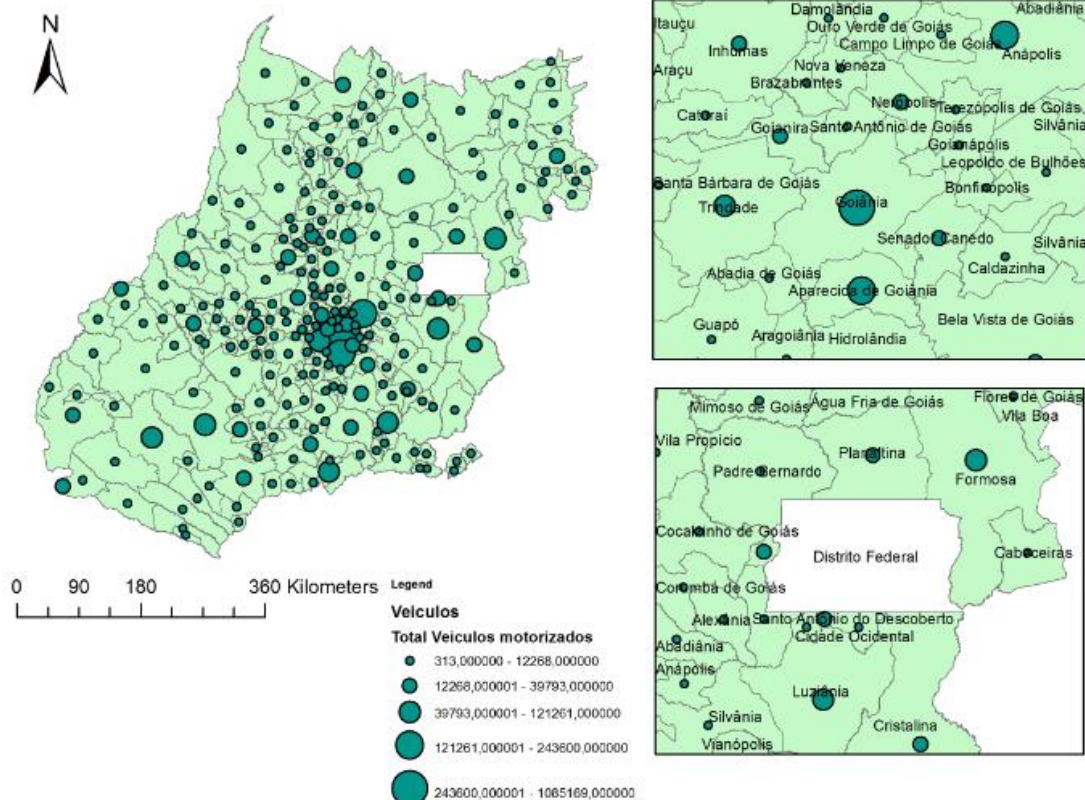 N
0 90 180 360 Kilometers
Legend
Veiculos
Total Veiculos motorizados
313,000000 - 12268,000000
12268,000001 - 39793,000000
39793,000001 - 121261,000000
121261,000001 - 243600,000000
243600,000001 - 1085169,000000
Damolândia
Abadiânia
Itauçu
Ouro Verde de Goiás
Inhumas
Campo Limpo de Goiás
Anápolis
Araçu
Nova Veneza
Brazabrantes
Nerópolis
Terezópolis de Goiás
Caturaí
Goianira
Santo Antônio de Goiás
Silvânia
Goianápolis
Leopoldo de Bulhões
Santa Bárbara de Goiás
Bonfinópolis
Trindade
Goiânia
Senador Canedo
Silvânia
Abadia de Goiás
Caldazinha
Aparecida de Goiânia
Guapó
Aragoiânia
Hidrolândia
Bela Vista de Goiás
Mimoso de Goiás
Água Fria de Goiás
Flores de Goiás
Vila Boa
Vila Propício
Planaltina
Padre Bernardo
Formosa
Cocalzinho de Goiás
Distrito Federal
Cabeceiras
Corumbá de Goiás
Alexânia
Santo Antônio do Descoberto
Cidade Ocidental
Abadiânia
Anápolis
Luziânia
Silvânia
Cristalina
Vianópolis